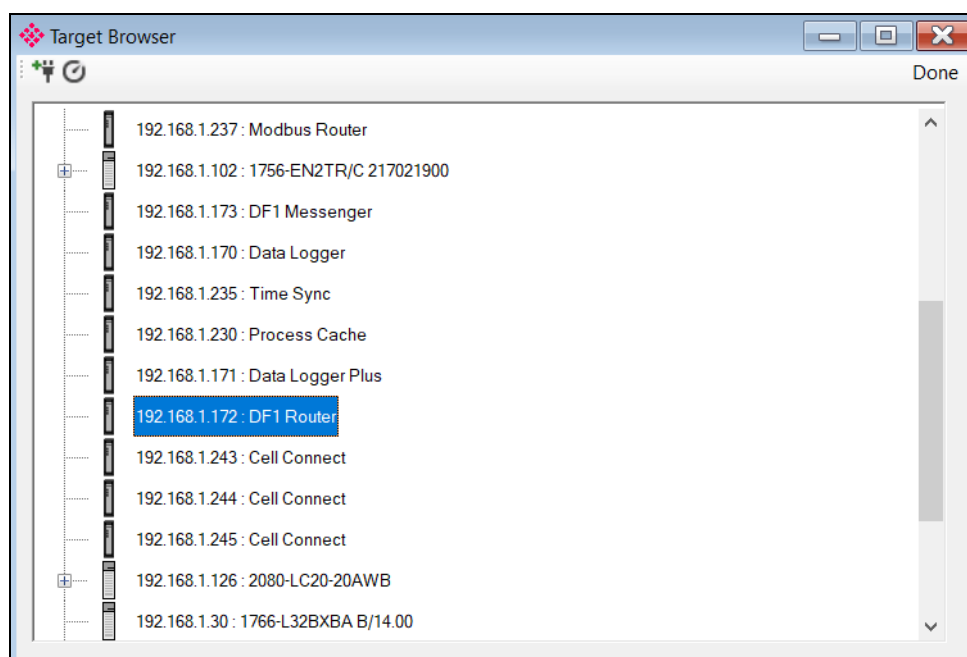 Target Browser
Done
192.168.1.237 : Modbus Router
192.168.1.102 : 1756-EN2TR/C 217021900
192.168.1.173 : DF1 Messenger
192.168.1.170 : Data Logger
192.168.1.235 : Time Sync
192.168.1.230 : Process Cache
192.168.1.171 : Data Logger Plus
192.168.1.172 : DF1 Router
192.168.1.243 : Cell Connect
192.168.1.244 : Cell Connect
192.168.1.245 : Cell Connect
192.168.1.126 : 2080-LC20-20AWB
192.168.1.30 : 1766-L32BXBA B/14.00